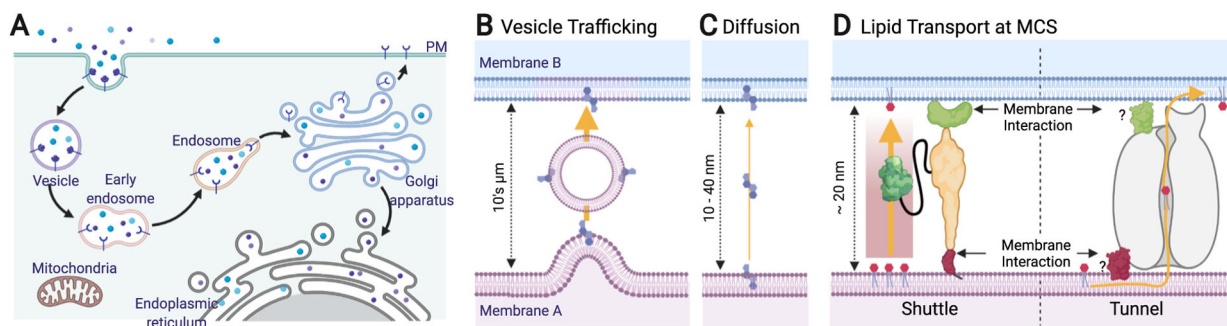 A
PM
Vesicle
Early
endosome
Endosome
Golgi
apparatus
Mitochondria
Endoplasmic
reticulum
B Vesicle Trafficking
Membrane B
10's μm
Membrane A
C Diffusion
10 - 40 nm
D Lipid Transport at MCS
~ 20 nm
Membrane
Interaction
?
Membrane
Interaction
?
Shuttle
Tunnel